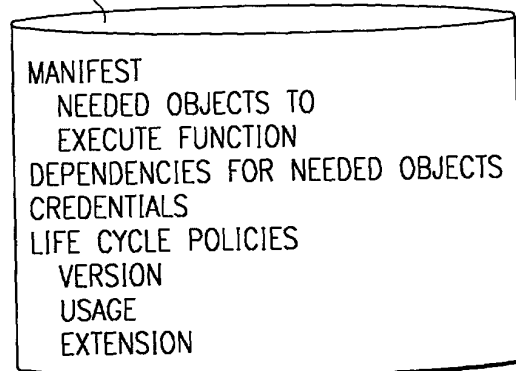 MANIFEST
NEEDED OBJECTS TO
EXECUTE FUNCTION
DEPENDENCIES FOR NEEDED OBJECTS
CREDENTIALS
LIFE CYCLE POLICIES
VERSION
USAGE
EXTENSION